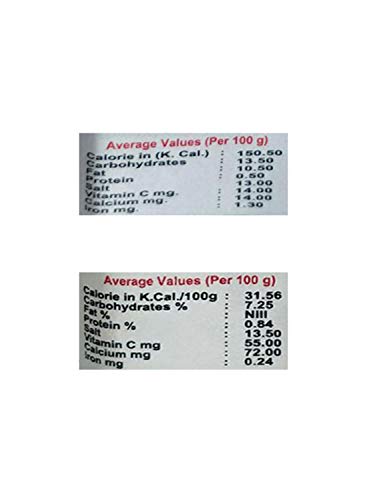 Average Values (Per 100 g)
Calorie in (K. Cal.) : 150.50
Carbohydrates : 13.50
Fat : 10.50
Protein : 0.50
Salt : 13.00
Vitamin C mg. : 14.00
Calcium mg. : 14.00
Iron mg. : 1.30
Average Values (Per 100 g)
Calorie in K.Cal./100g : 31.56
Carbohydrates % : 7.25
Fat % : Nill
Protein % : 0.84
Salt : 13.50
Vitamin C mg : 55.00
Calcium mg : 72.00
Iron mg : 0.24